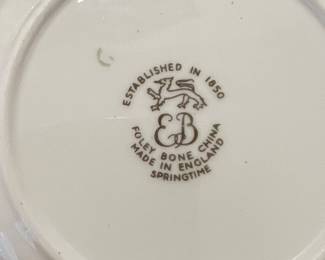 ESTABLISHED IN 1850
EB
FOLEY BONE CHINA
MADE IN ENGLAND
SPRINGTIME